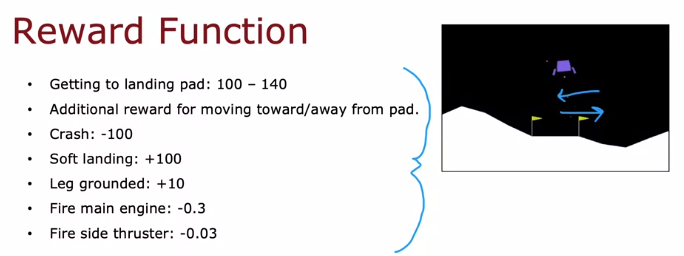 Reward Function
• Getting to landing pad: 100 – 140
• Additional reward for moving toward/away from pad.
• Crash: -100
• Soft landing: +100
• Leg grounded: +10
• Fire main engine: -0.3
• Fire side thruster: -0.03